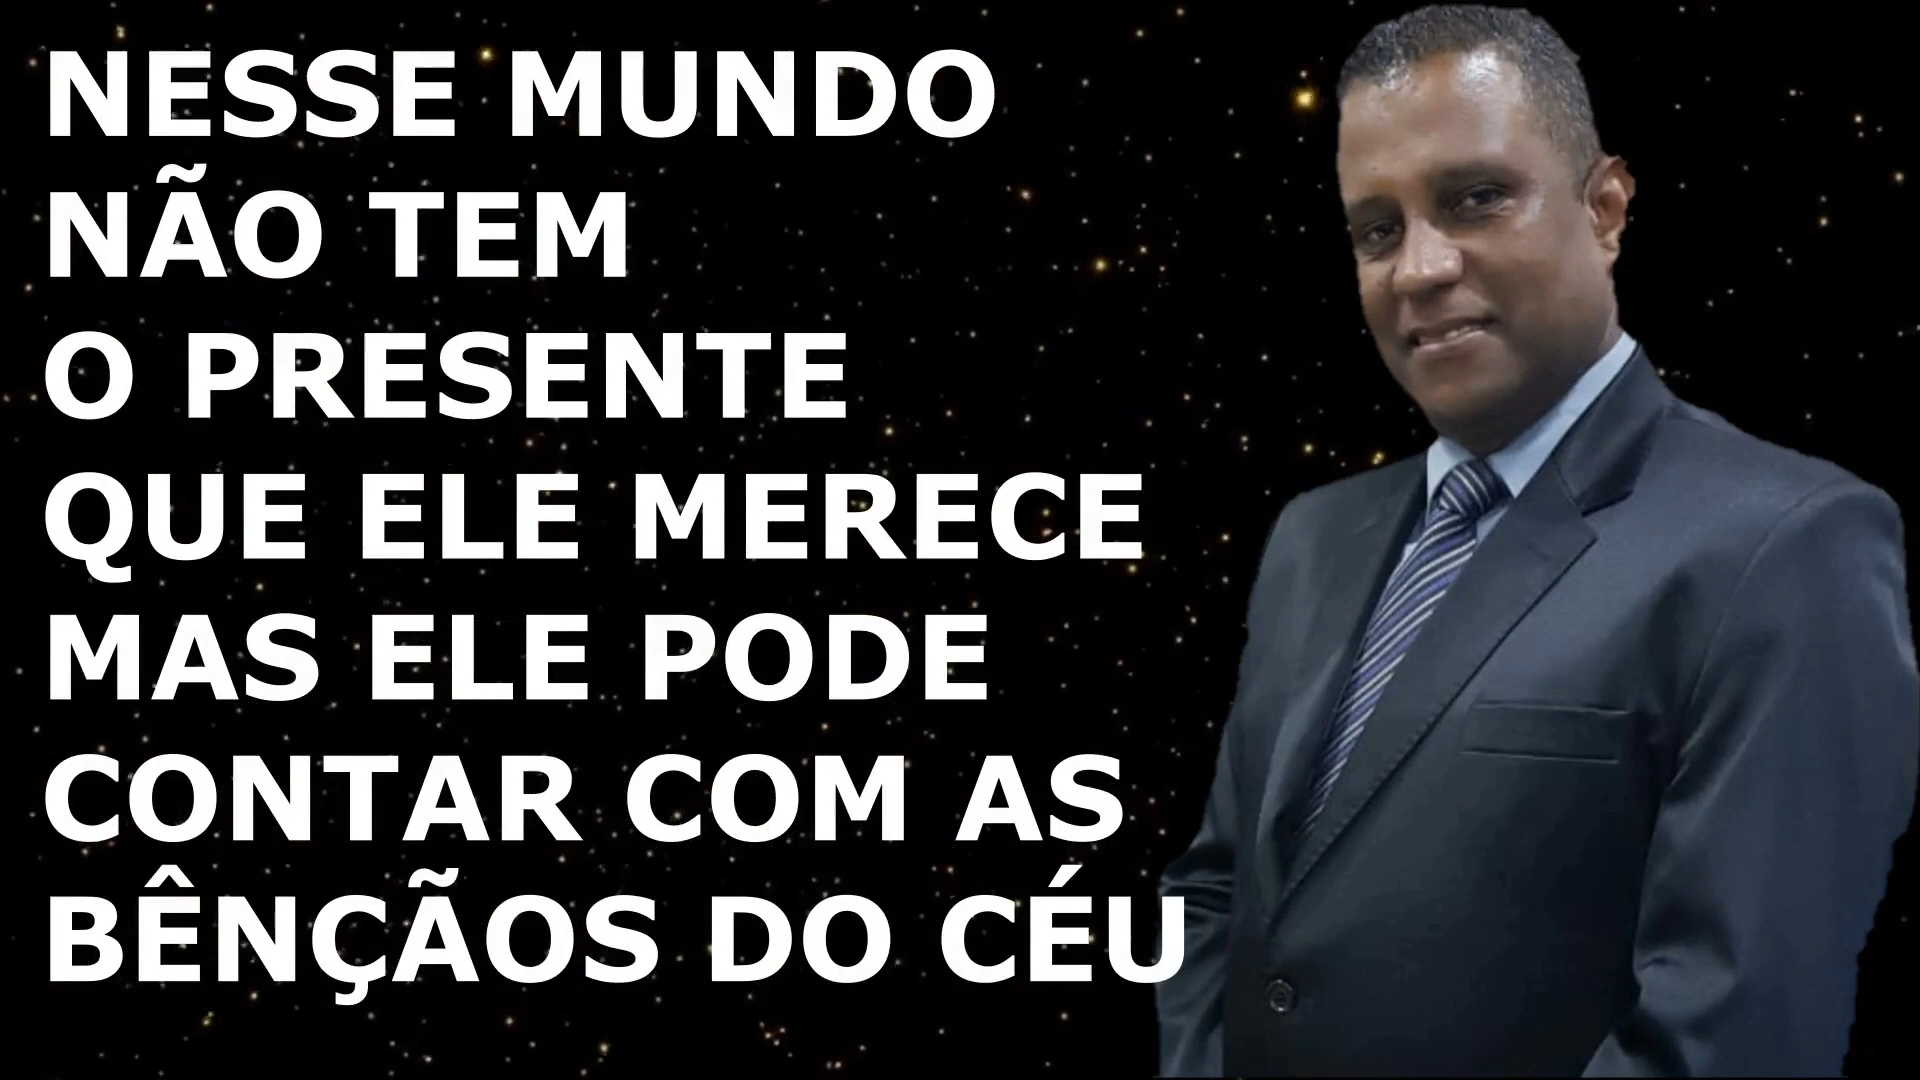 NESSE MUNDO
NÃO TEM
O PRESENTE
QUE ELE MERECE
MAS ELE PODE
CONTAR COM AS
BÊNÇÃOS DO CÉU